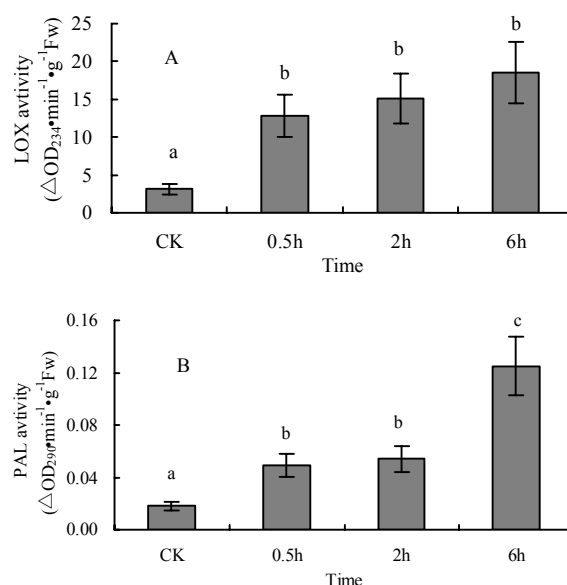 25
20
15
10
5
0
LOX avtivity
(△OD234•min-1•g-1Fw)
A
a
b
b
b
CK
0.5h
2h
6h
Time
0.16
0.12
0.08
0.04
0.00
PAL avtivity
(△OD290•min-1•g-1Fw)
B
a
b
b
c
CK
0.5h
2h
6h
Time